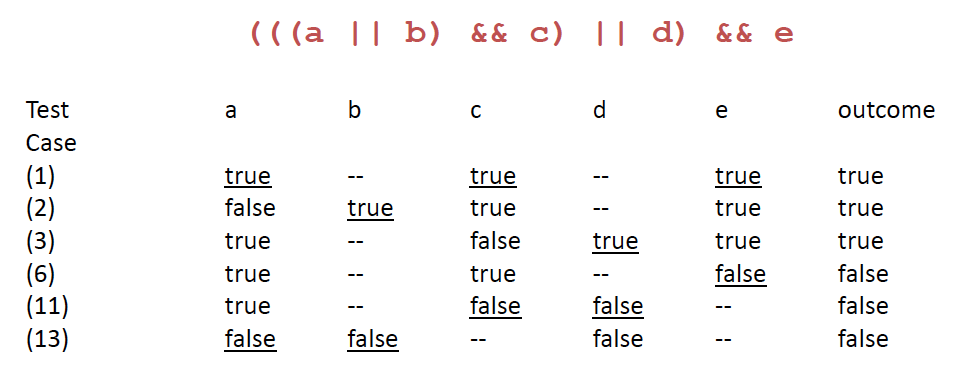 (((a || b) && c) || d) && e
Test a b c d e outcome
Case
(1) true -- true -- true true
(2) false true true -- true true
(3) true -- false true true true
(6) true -- true -- false false
(11) true -- false false -- false
(13) false false -- false -- false